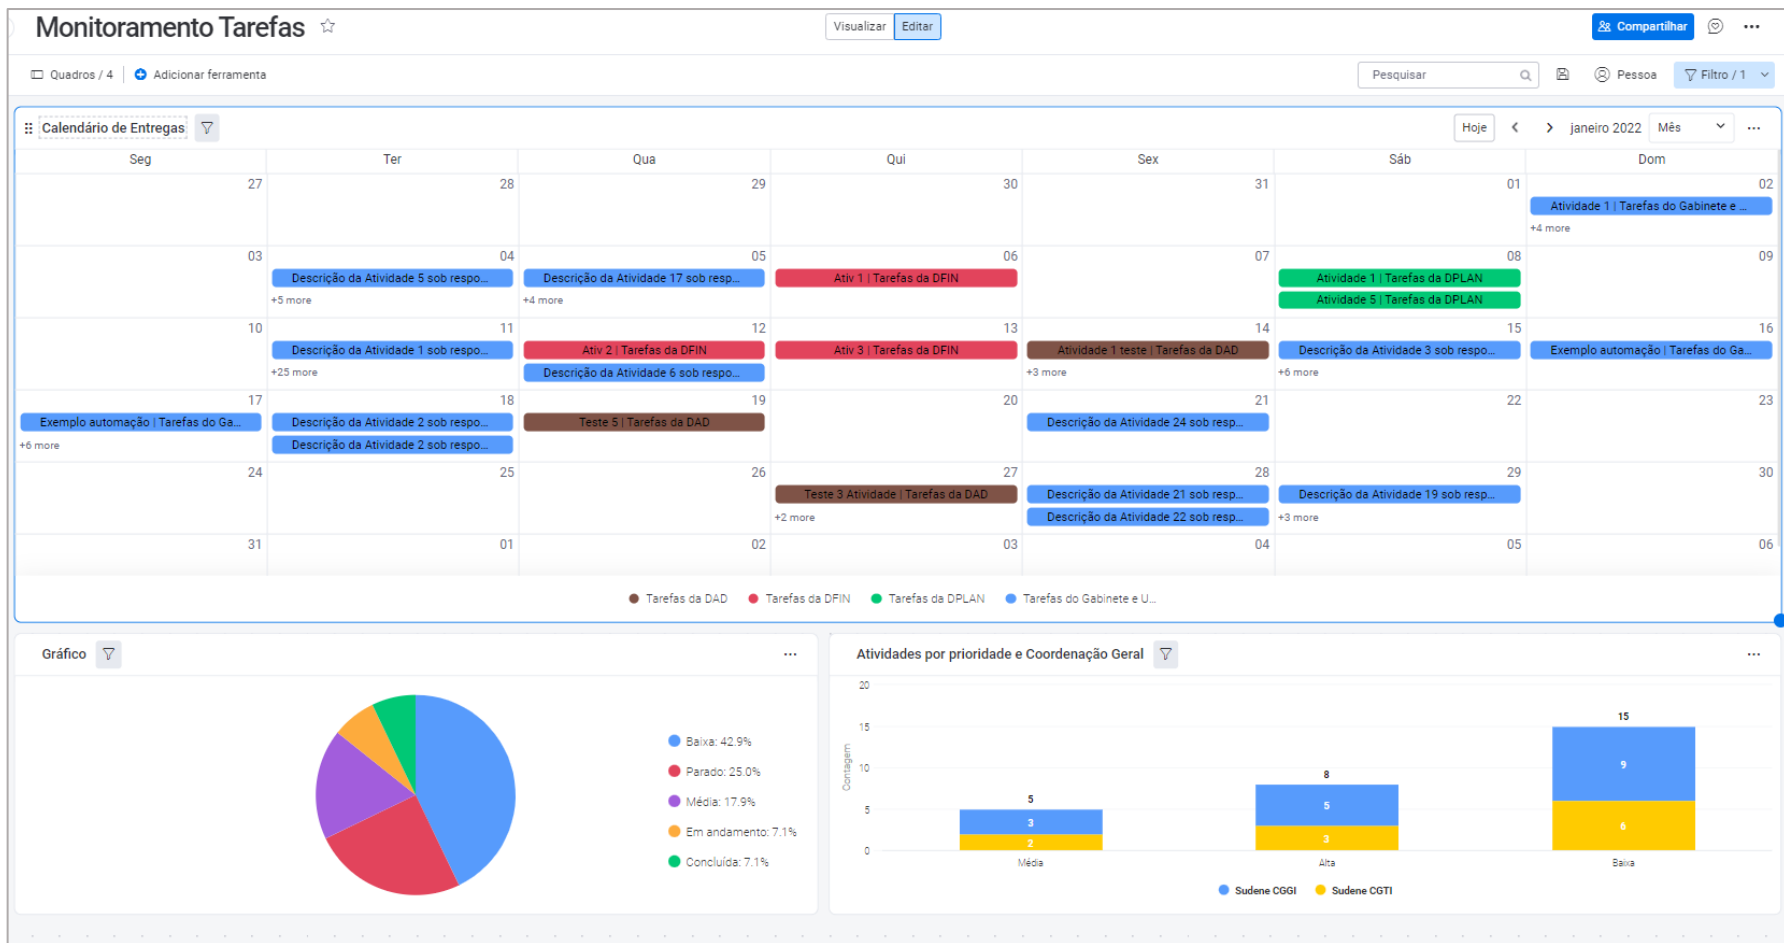 Monitoramento Tarefas
Visualizar Editar
Compartilhar
Quadros / 4 Adicionar ferramenta
Pesquisar Pessoa Filtro / 1
Calendário de Entregas
Hoje janeiro 2022 Mês
Seg Ter Qua Qui Sex Sáb Dom
27 28 29 30 31 01 02
Atividade 1 | Tarefas do Gabinete e ...
+4 more
03 04 05 06 07 08 09
Descrição da Atividade 5 sob respo... Descrição da Atividade 17 sob resp... Ativ 1 | Tarefas da DFIN Atividade 1 | Tarefas da DPLAN
+5 more +4 more Atividade 5 | Tarefas da DPLAN
10 11 12 13 14 15 16
Descrição da Atividade 1 sob respo... Ativ 2 | Tarefas da DFIN Ativ 3 | Tarefas da DFIN Atividade 1 teste | Tarefas da DAD Descrição da Atividade 3 sob respo... Exemplo automação | Tarefas do Ga...
+25 more Descrição da Atividade 6 sob respo... +3 more +6 more
17 18 19 20 21 22 23
Exemplo automação | Tarefas do Ga... Descrição da Atividade 2 sob respo... Teste 5 | Tarefas da DAD Descrição da Atividade 24 sob resp...
+6 more Descrição da Atividade 2 sob respo...
24 25 26 27 28 29 30
Teste 3 Atividade | Tarefas da DAD Descrição da Atividade 21 sob resp... Descrição da Atividade 19 sob resp...
+2 more Descrição da Atividade 22 sob resp... +3 more
31 01 02 03 04 05 06
Tarefas da DAD Tarefas da DFIN Tarefas da DPLAN Tarefas do Gabinete e U...
Gráfico
Baixa: 42.9%
Parado: 25.0%
Média: 17.9%
Em andamento: 7.1%
Concluída: 7.1%
Atividades por prioridade e Coordenação Geral
Contagem
20
15
10
5
0
5
3
2
8
5
3
15
9
6
Média Alta Baixa
Sudene CGGI Sudene CGTI